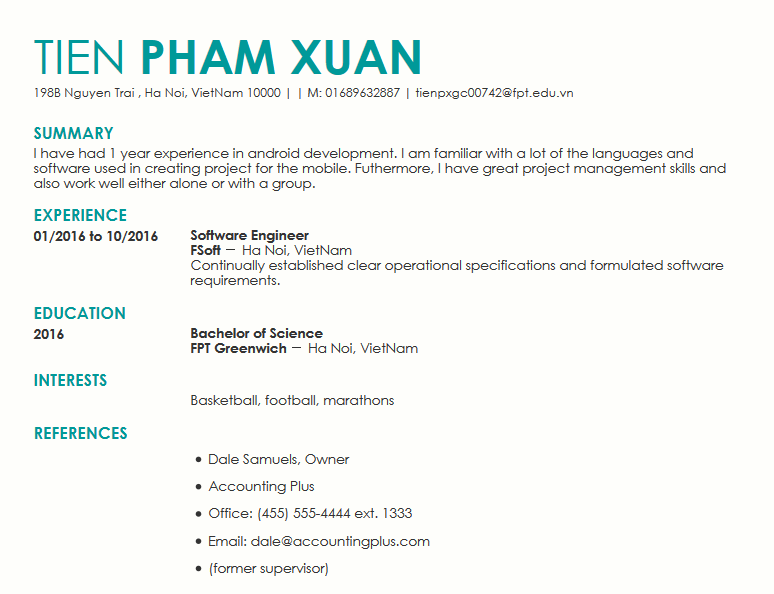 TIEN PHAM XUAN
198B Nguyen Trai , Ha Noi, VietNam 10000 | | M: 01689632887 | tienpxgc00742@fpt.edu.vn
SUMMARY
I have had 1 year experience in android development. I am familiar with a lot of the languages and
software used in creating project for the mobile. Futhermore, I have great project management skills and
also work well either alone or with a group.
EXPERIENCE
01/2016 to 10/2016 Software Engineer
FSoft — Ha Noi, VietNam
Continually established clear operational specifications and formulated software
requirements.
EDUCATION
2016 Bachelor of Science
FPT Greenwich — Ha Noi, VietNam
INTERESTS
Basketball, football, marathons
REFERENCES
• Dale Samuels, Owner
• Accounting Plus
• Office: (455) 555-4444 ext. 1333
• Email: dale@accountingplus.com
• (former supervisor)